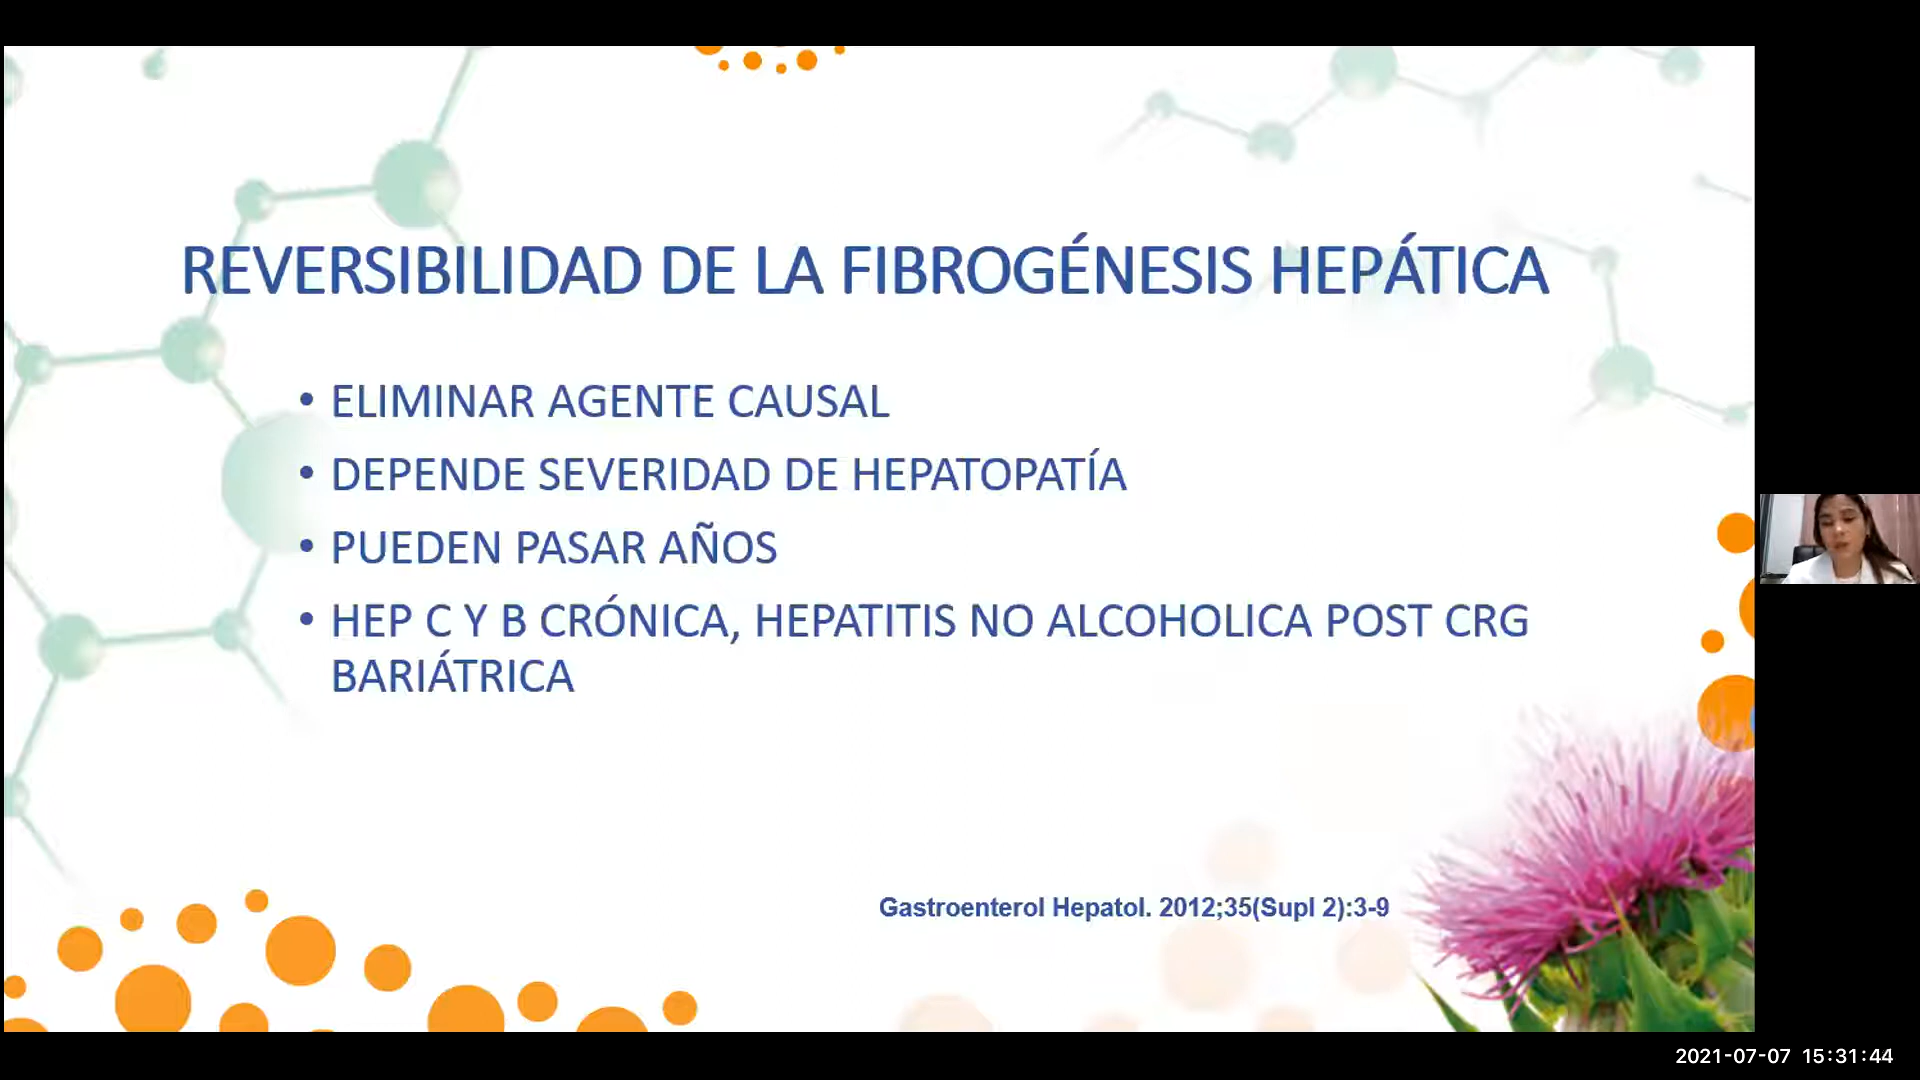 REVERSIBILIDAD DE LA FIBROGÉNESIS HEPÁTICA
• ELIMINAR AGENTE CAUSAL
• DEPENDE SEVERIDAD DE HEPATOPATÍA
• PUEDEN PASAR AÑOS
• HEP C Y B CRÓNICA, HEPATITIS NO ALCOHOLICA POST CRG
BARIÁTRICA
Gastroenterol Hepatol. 2012;35(Supl 2):3-9
2021-07-07 15:31:44